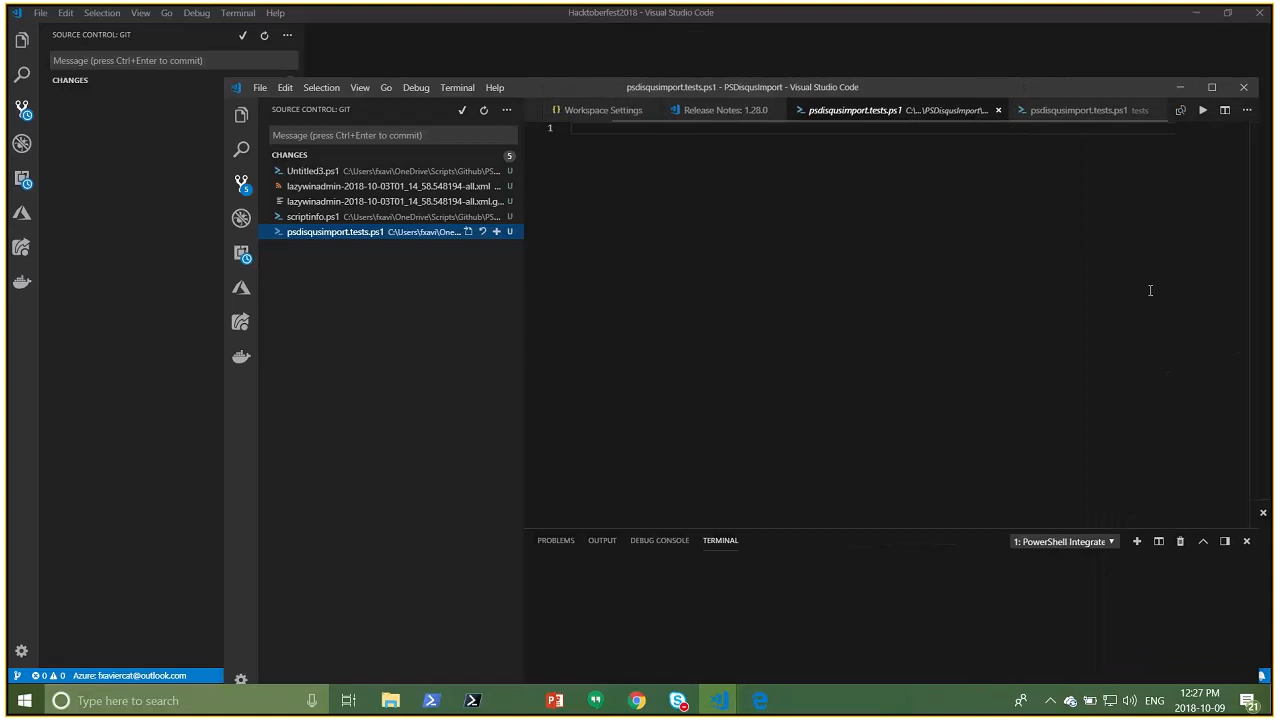 File Edit Selection View Go Debug Terminal Help
Hacktoberfest2018 - Visual Studio Code
SOURCE CONTROL: GIT
Message (press Ctrl+Enter to commit)
CHANGES
File Edit Selection View Go Debug Terminal Help
psdisqusimport.tests.ps1 - PSDisqusImport - Visual Studio Code
SOURCE CONTROL: GIT
Message (press Ctrl+Enter to commit)
CHANGES 5
Untitled3.ps1 C:\Users\fxavi\OneDrive\Scripts\Github\PS... U
lazywinadmin-2018-10-03T01_14_58.548194-all.xml ... U
lazywinadmin-2018-10-03T01_14_58.548194-all.xml.g... U
scriptinfo.ps1 C:\Users\fxavi\OneDrive\Scripts\Github\PS... U
psdisqusimport.tests.ps1 C:\Users\fxavi\One... U
5
Workspace Settings
Release Notes: 1.28.0
psdisqusimport.tests.ps1 C:\...\PSDisqusImport\
psdisqusimport.tests.ps1 tests
1
PROBLEMS OUTPUT DEBUG CONSOLE TERMINAL
1: PowerShell Integrate
0 0 Azure: fxaviercat@outlook.com
Type here to search
ENG
12:27 PM
2018-10-09
21